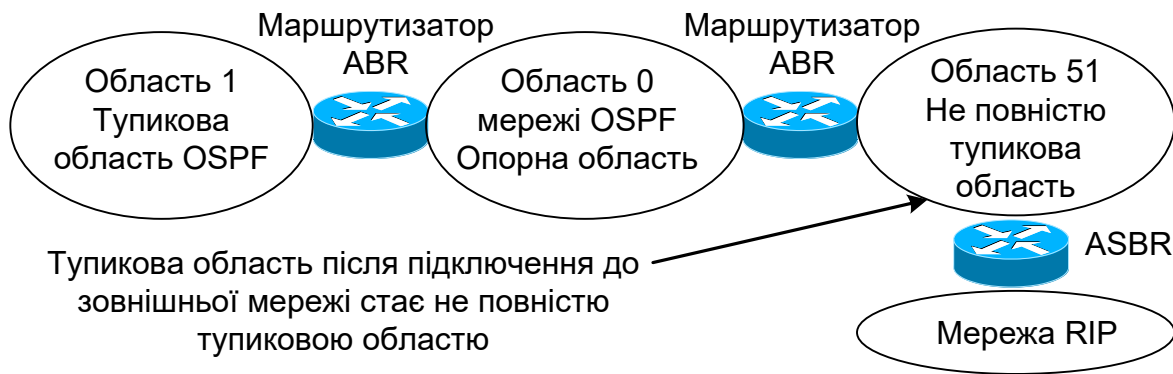 Маршрутизатор
ABR
Маршрутизатор
ABR
Область 1
Тупикова
область OSPF
Область 0
мережі OSPF
Опорна область
Область 51
Не повністю
тупикова
область
Тупикова область після підключення до
зовнішньої мережі стає не повністю
тупиковою областю
ASBR
Мережа RIP